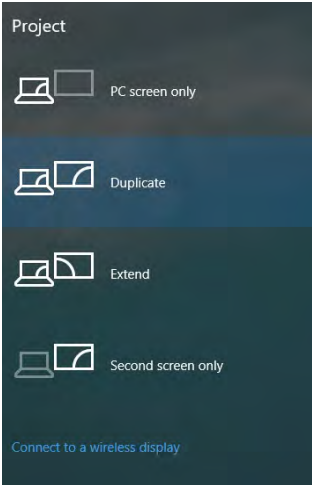 Project
PC screen only
Duplicate
Extend
Second screen only
Connect to a wireless display